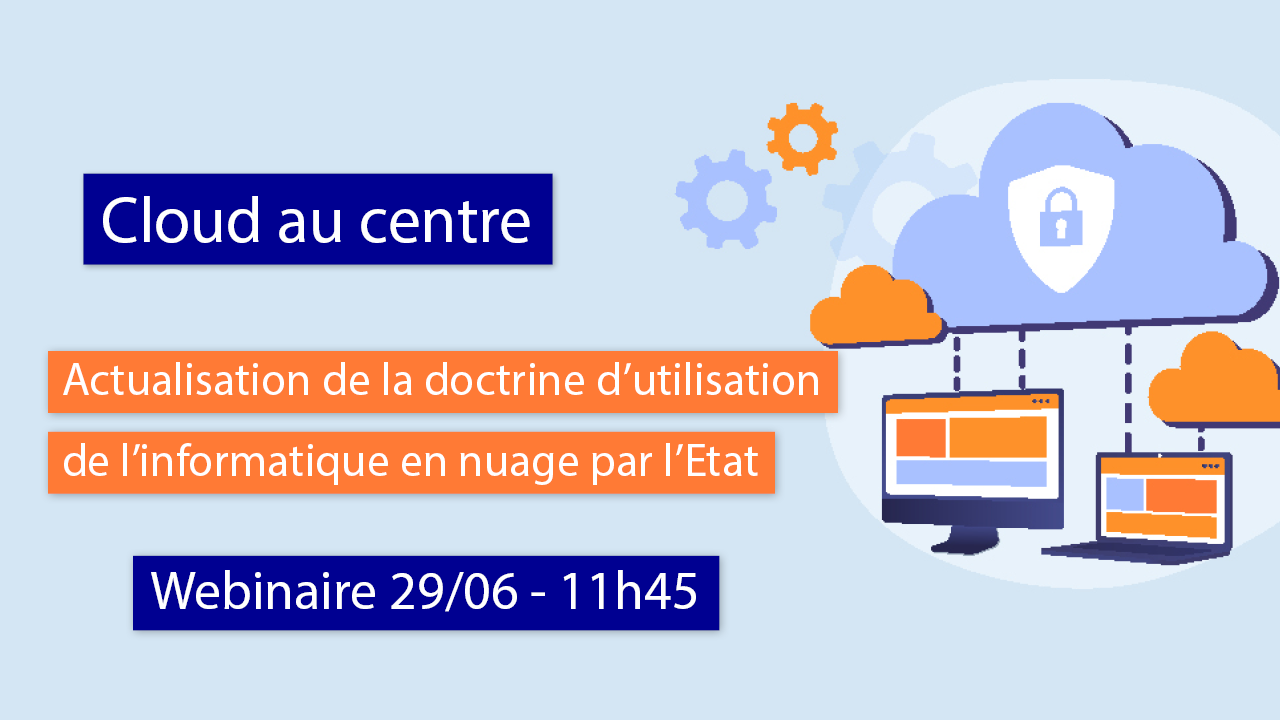 Cloud au centre
Actualisation de la doctrine d’utilisation
de l’informatique en nuage par l’Etat
Webinaire 29/06 - 11h45